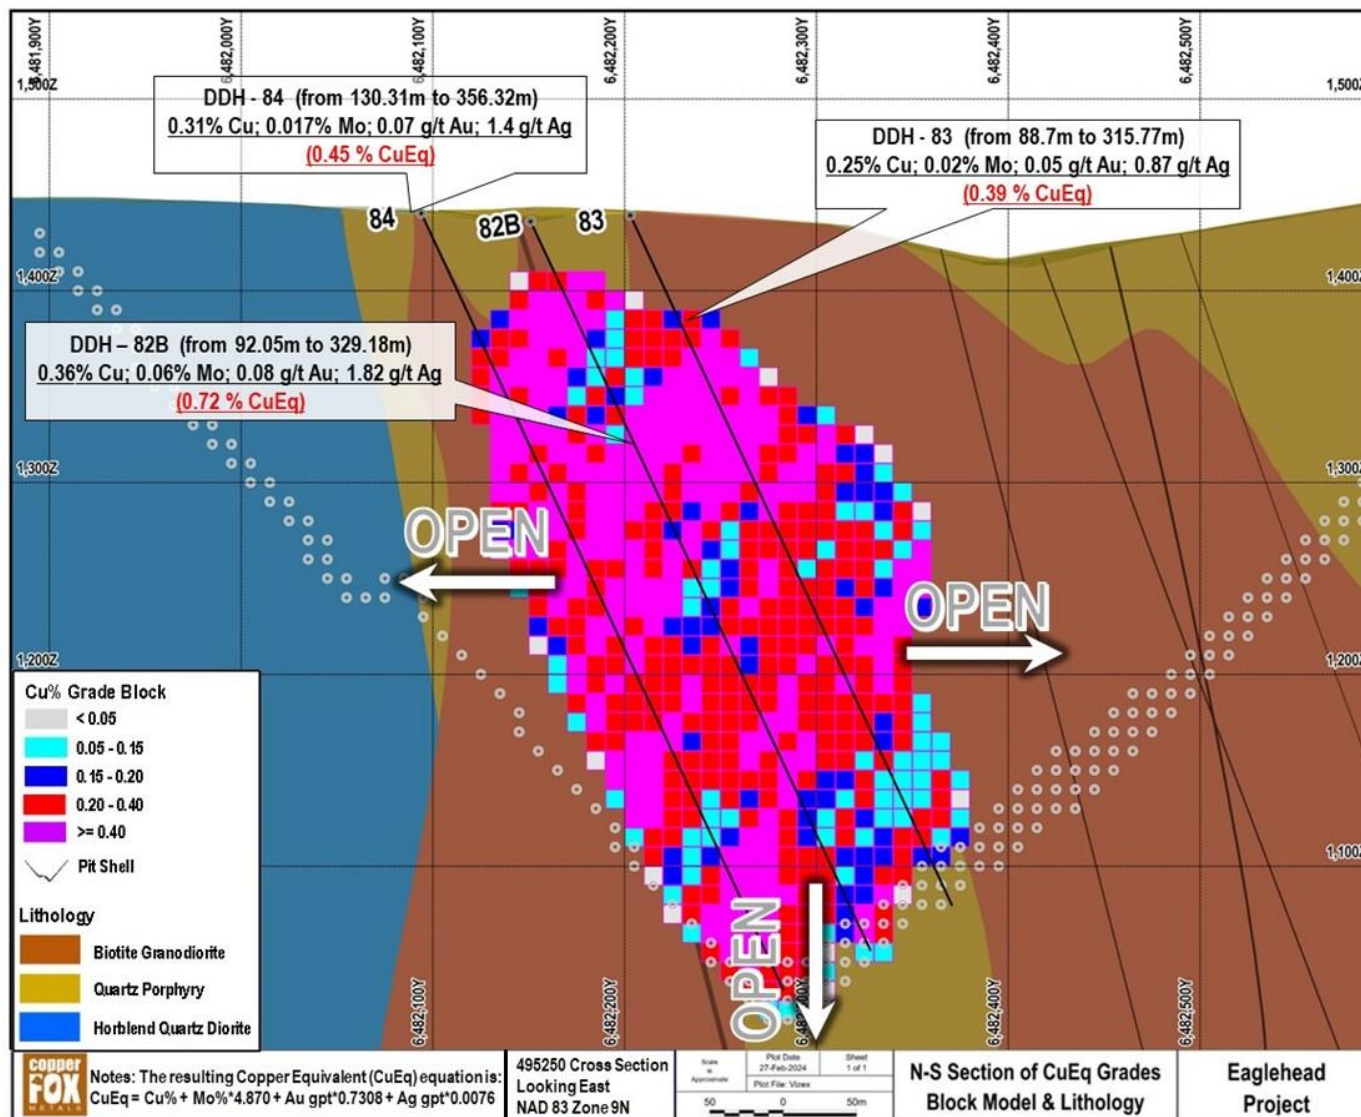 6,481,900Y
6,482,000Y
6,482,100Y
6,482,200Y
6,482,300Y
6,482,400Y
6,482,500Y
1,500Z
1,500Z
DDH - 84 (from 130.31m to 356.32m)
0.31% Cu; 0.017% Mo; 0.07 g/t Au; 1.4 g/t Ag
(0.45 % CuEq)
DDH - 83 (from 88.7m to 315.77m)
0.25% Cu; 0.02% Mo; 0.05 g/t Au; 0.87 g/t Ag
(0.39 % CuEq)
84
82B
83
1,400Z
1,400Z
DDH – 82B (from 92.05m to 329.18m)
0.36% Cu; 0.06% Mo; 0.08 g/t Au; 1.82 g/t Ag
(0.72 % CuEq)
1,300Z
1,300Z
OPEN
OPEN
1,200Z
1,200Z
Cu% Grade Block
< 0.05
0.05 - 0.15
0.15 - 0.20
0.20 - 0.40
>= 0.40
Pit Shell
1,100Z
Lithology
Biotite Granodiorite
Quartz Porphyry
Horblend Quartz Diorite
OPEN
6,482,100Y
6,482,200Y
6,482,400Y
6,482,500Y
copper
FOX
METALS
Notes: The resulting Copper Equivalent (CuEq) equation is:
CuEq = Cu% + Mo%*4.870 + Au gpt*0.7308 + Ag gpt*0.0076
495250 Cross Section
Looking East
NAD 83 Zone 9N
Scale
is
Approximate
Plot Date
27-Feb-2024
Sheet
1 of 1
Plot File: Vizex
50 0 50m
N-S Section of CuEq Grades
Block Model & Lithology
Eaglehead
Project